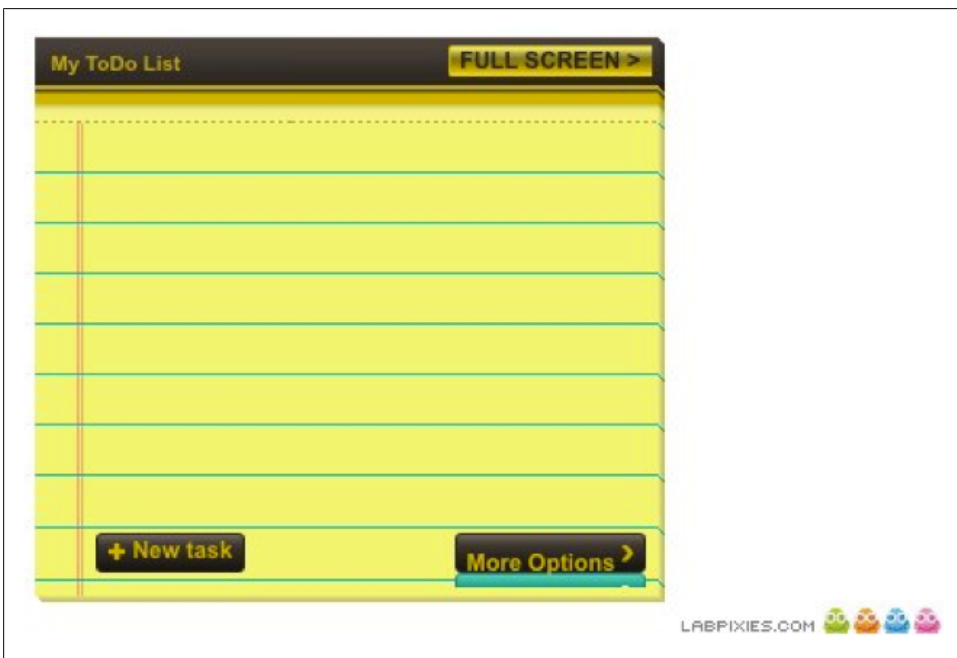 My ToDo List
FULL SCREEN >
+ New task
More Options >
LABPIXIES.COM